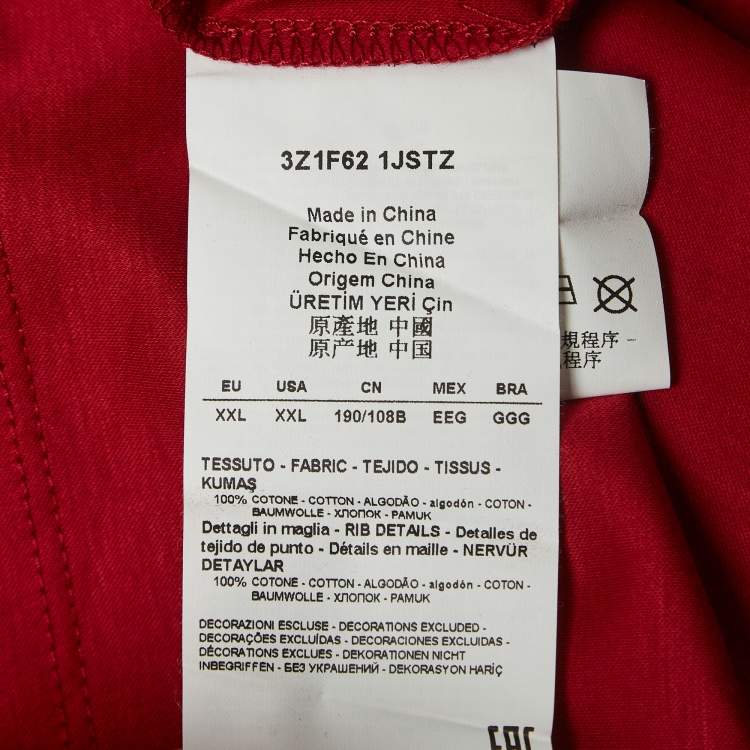 3Z1F62 1JSTZ
Made in China
Fabriqué en Chine
Hecho En China
Origem China
ÜRETİM YERİ Çin
原產地 中國
原产地 中国
規程序 -
程序
EU USA CN MEX BRA
XXL XXL 190/108B EEG GGG
TESSUTO - FABRIC - TEJIDO - TISSUS -
KUMAŞ
100% COTONE - COTTON - ALGODÃO - algodón - COTON -
BAUMWOLLE - ХЛОПОК - PAMUK
Dettagli in maglia - RIB DETAILS - Detalles de
tejido de punto - Détails en maille - NERVÜR
DETAYLAR
100% COTONE - COTTON - ALGODÃO - algodón - COTON -
BAUMWOLLE - ХЛОПОК - PAMUK
DECORAZIONI ESCLUSE - DECORATIONS EXCLUDED -
DECORAÇÕES EXCLUÍDAS - DECORACIONES EXCLUIDAS -
DÉCORATIONS EXCLUES - DEKORATIONEN NICHT
INBEGRIFFEN - БЕЗ УКРАШЕНИЙ - DEKORASYON HARİÇ
EAC